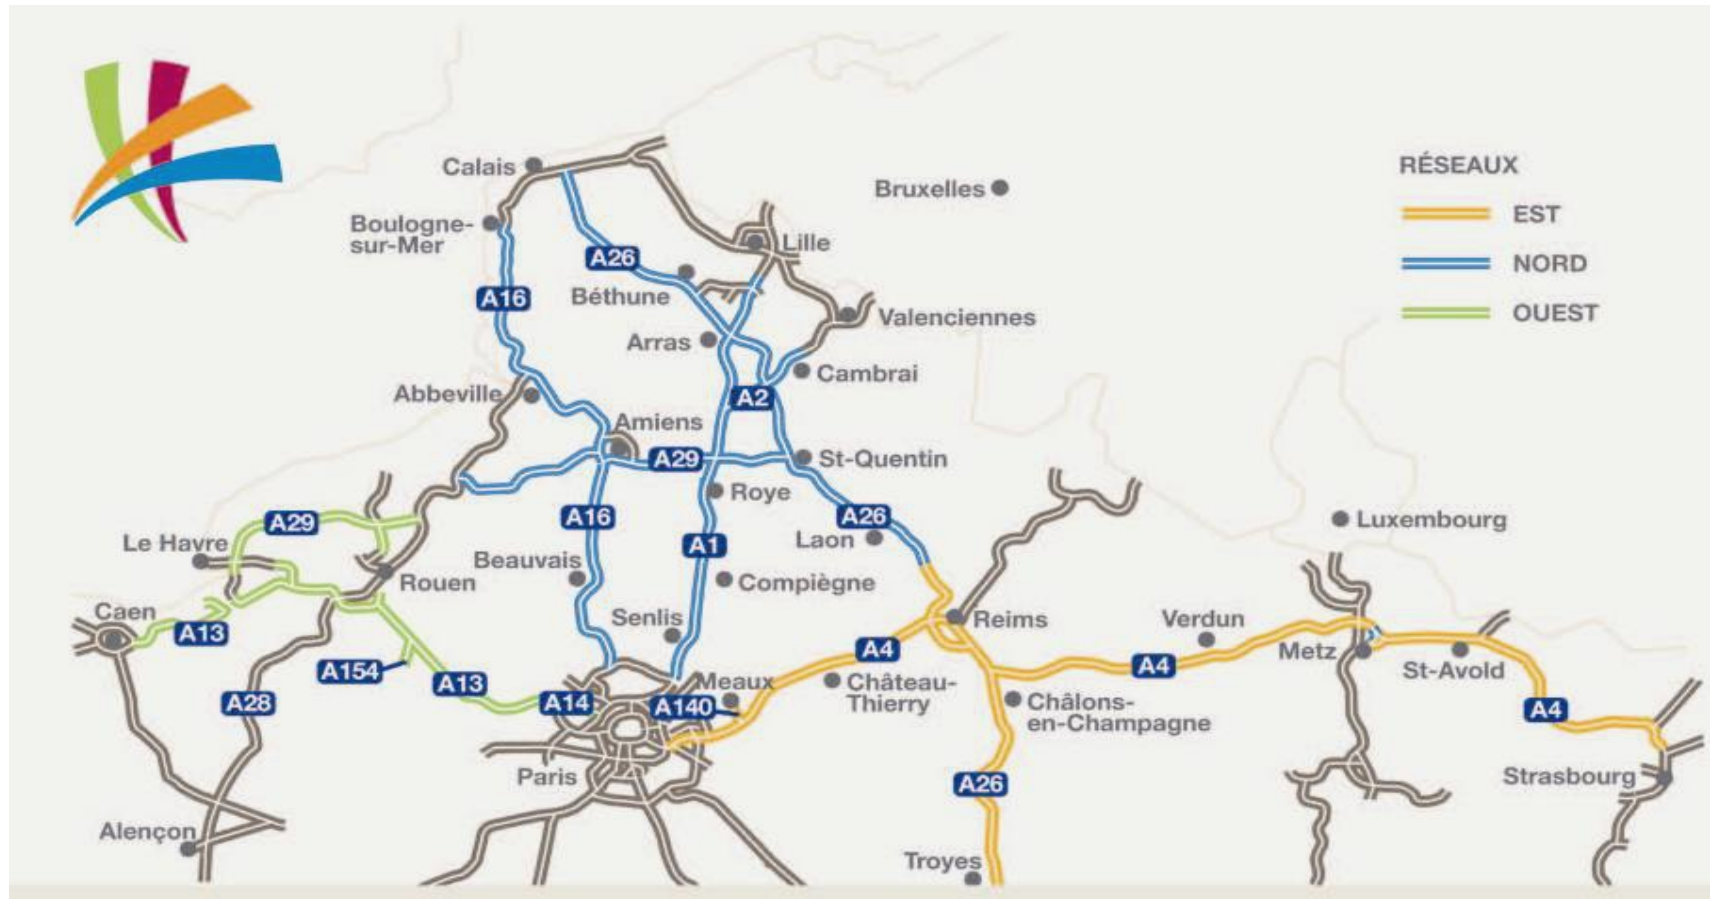 Calais
Bruxelles
RÉSEAUX
EST
Boulogne-
sur-Mer
Lille
A26
NORD
A16
Béthune
Valenciennes
OUEST
Arras
Cambrai
Abbeville
A2
Amiens
A29
St-Quentin
Roye
A29
A16
A26
Luxembourg
Le Havre
A1
Laon
Beauvais
Rouen
Compiègne
Caen
Senlis
Reims
Verdun
A13
A4
Metz
A4
St-Avold
A154
A13
Meaux
Château-
Thierry
A28
A14
A140
Châlons-
en-Champagne
A4
Paris
A26
Strasbourg
Alençon
Troyes